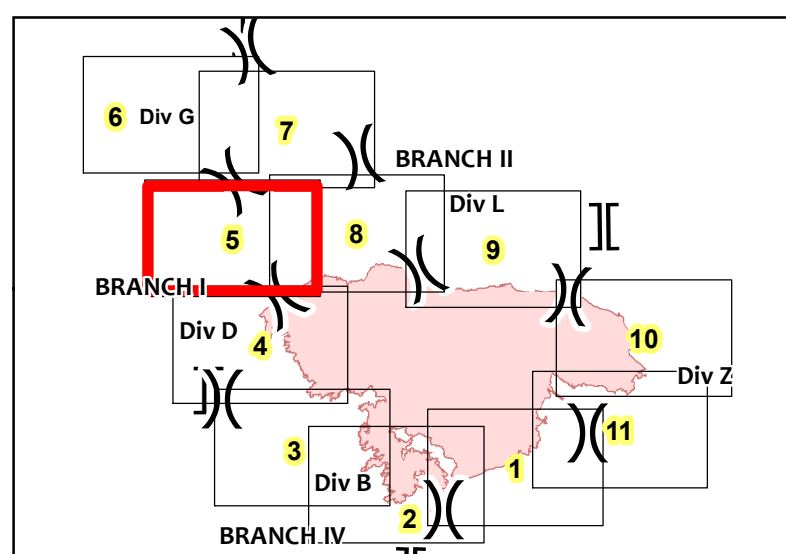 6
Div G
7
BRANCH II
Div L
5
8
9
BRANCH I
Div D
4
10
Div Z
11
3
1
Div B
2
BRANCH IV